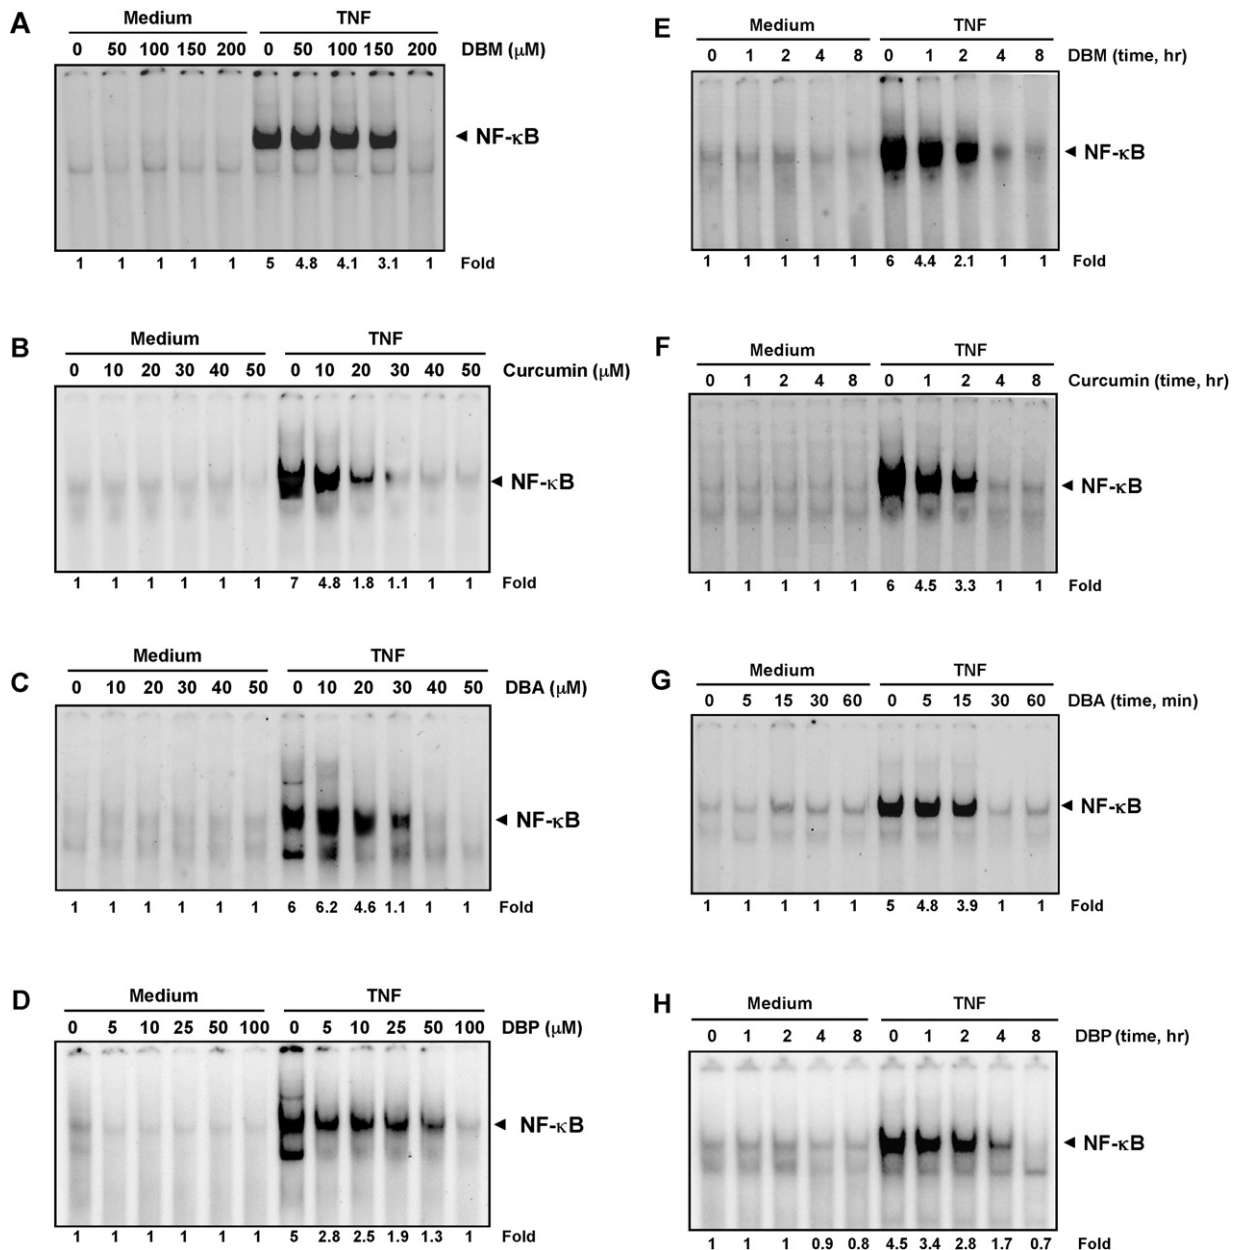 A
Medium TNF
0 50 100 150 200 0 50 100 150 200 DBM (μM)
NF-κB
1 1 1 1 1 5 4.8 4.1 3.1 1 Fold
B
Medium TNF
0 10 20 30 40 50 0 10 20 30 40 50 Curcumin (μM)
NF-κB
1 1 1 1 1 1 7 4.8 1.8 1.1 1 1 Fold
C
Medium TNF
0 10 20 30 40 50 0 10 20 30 40 50 DBA (μM)
NF-κB
1 1 1 1 1 1 6 6.2 4.6 1.1 1 1 Fold
D
Medium TNF
0 5 10 25 50 100 0 5 10 25 50 100 DBP (μM)
NF-κB
1 1 1 1 1 1 5 2.8 2.5 1.9 1.3 1 Fold
E
Medium TNF
0 1 2 4 8 0 1 2 4 8 DBM (time, hr)
NF-κB
1 1 1 1 1 6 4.4 2.1 1 1 Fold
F
Medium TNF
0 1 2 4 8 0 1 2 4 8 Curcumin (time, hr)
NF-κB
1 1 1 1 1 6 4.5 3.3 1 1 Fold
G
Medium TNF
0 5 15 30 60 0 5 15 30 60 DBA (time, min)
NF-κB
1 1 1 1 1 5 4.8 3.9 1 1 Fold
H
Medium TNF
0 1 2 4 8 0 1 2 4 8 DBP (time, hr)
NF-κB
1 1 1 0.9 0.8 4.5 3.4 2.8 1.7 0.7 Fold